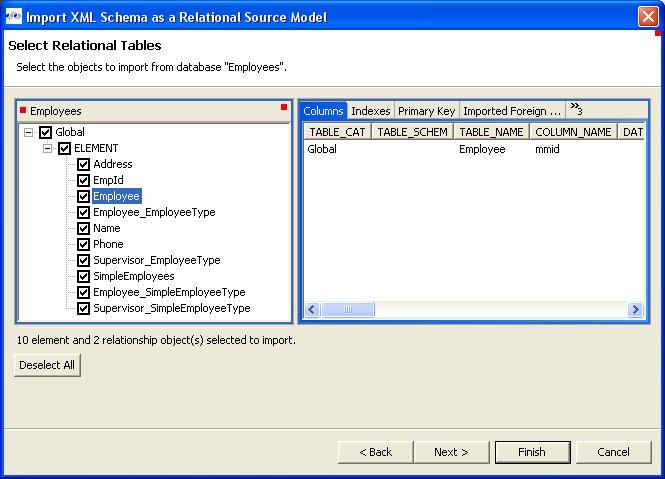 Import XML Schema as a Relational Source Model
Select Relational Tables
Select the objects to import from database "Employees".
Employees
Global
ELEMENT
Address
EmpId
Employee
Employee_EmployeeType
Name
Phone
Supervisor_EmployeeType
SimpleEmployees
Employee_SimpleEmployeeType
Supervisor_SimpleEmployeeType
Columns Indexes Primary Key Imported Foreign ... »3
TABLE_CAT TABLE_SCHEM TABLE_NAME COLUMN_NAME DAT
Global Employee mmid
10 element and 2 relationship object(s) selected to import.
Deselect All
< Back Next > Finish Cancel